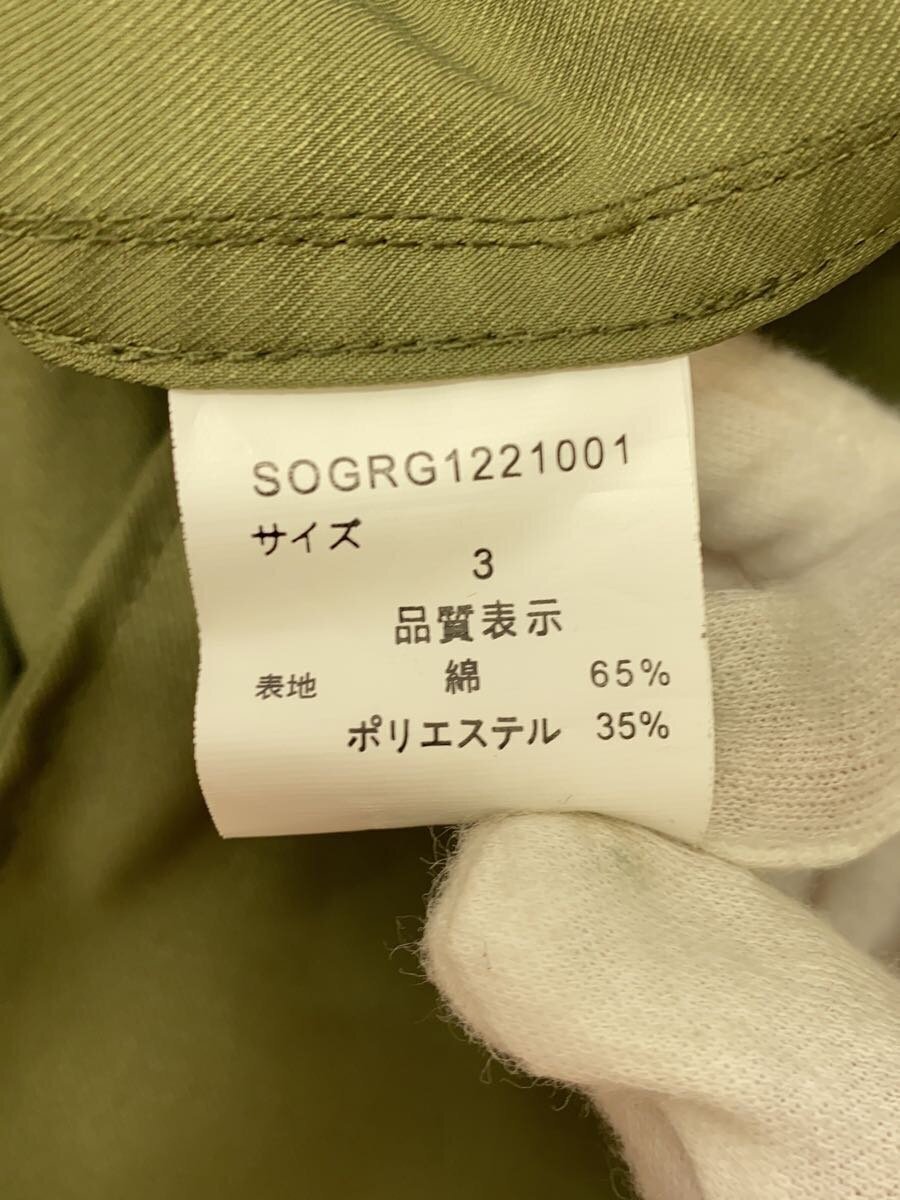 SOGRG1221001
サイズ
3
品質表示
表地 綿 65%
ポリエステル 35%